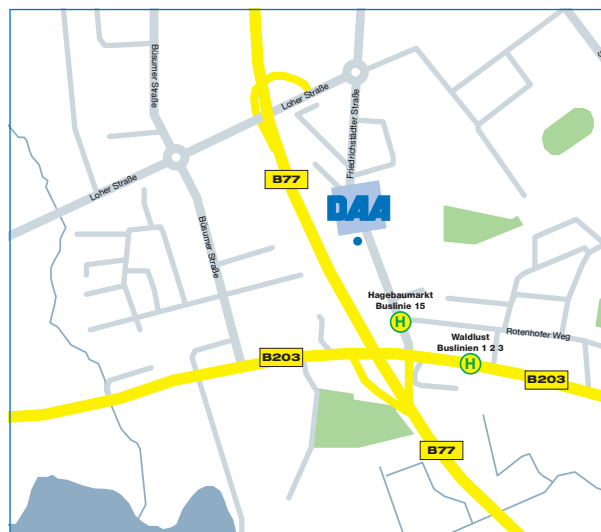 Büsumer Straße
Loher Straße
Friedrichstädter Straße
Loher Straße
B77
DAA
Büsumer Straße
Hagebaumarkt
Buslinie 15
H
Rotenhofer Weg
Waldlust
Buslinien 1 2 3
H
B203
B203
B77